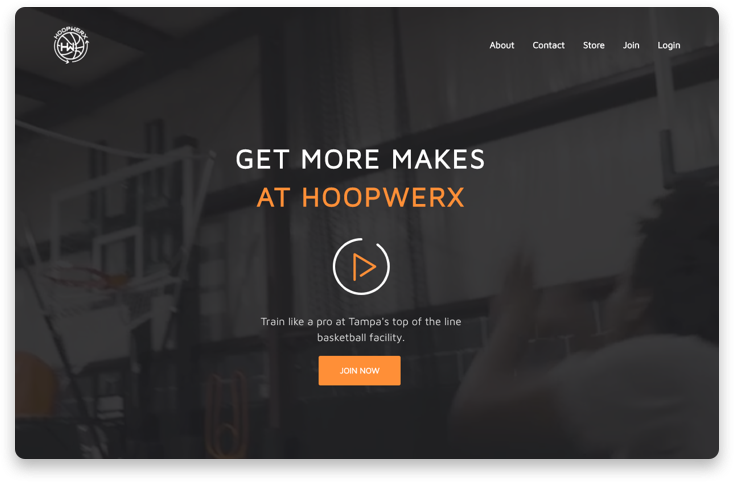 HOOPWERX
HW
About Contact Store Join Login
GET MORE MAKES
AT HOOPWERX
Train like a pro at Tampa's top of the line
basketball facility.
JOIN NOW